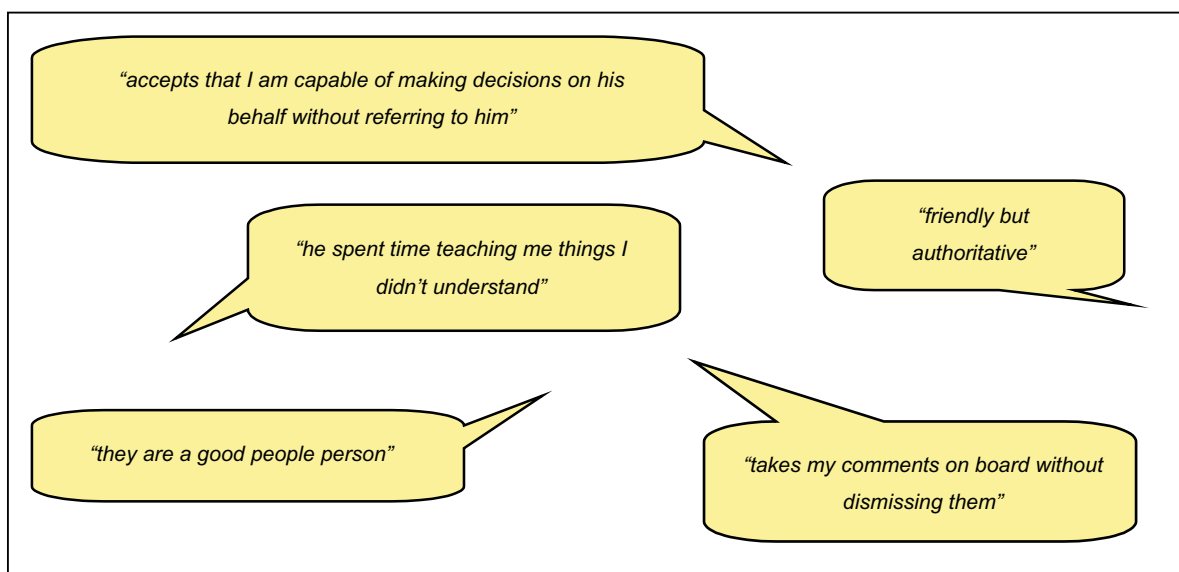 “accepts that I am capable of making decisions on his
behalf without referring to him”
“friendly but
authoritative”
“he spent time teaching me things I
didn’t understand”
“they are a good people person”
“takes my comments on board without
dismissing them”